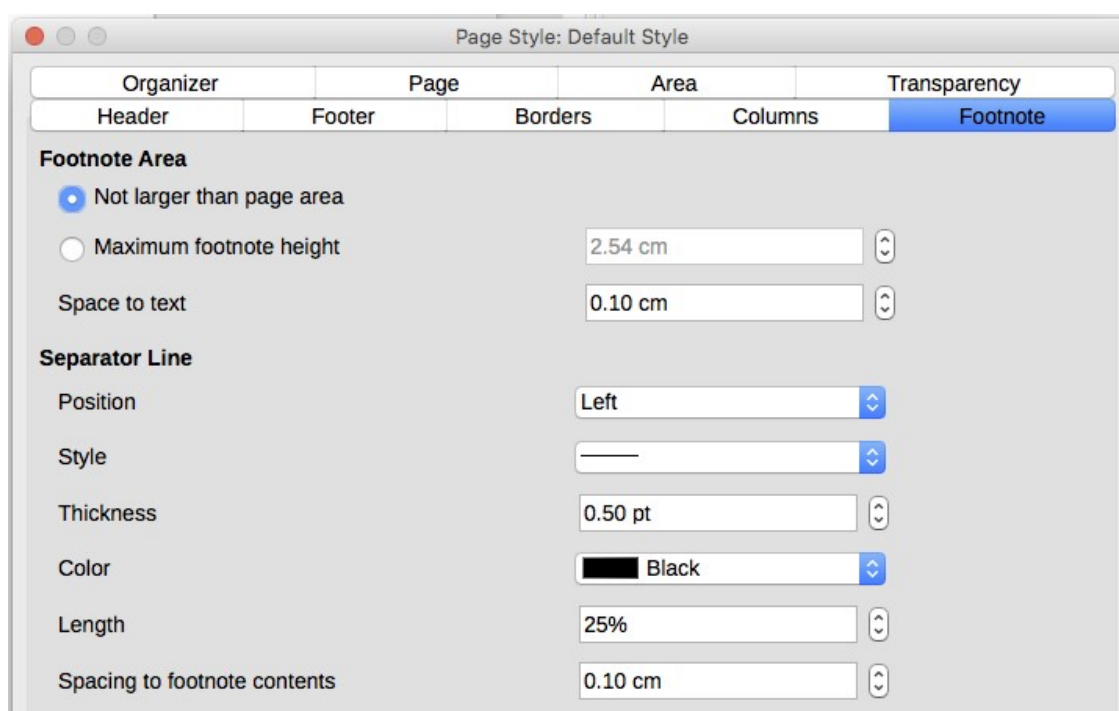 Page Style: Default Style
Organizer Page Area Transparency
Header Footer Borders Columns Footnote
Footnote Area
Not larger than page area
Maximum footnote height 2.54 cm
Space to text 0.10 cm
Separator Line
Position Left
Style
Thickness 0.50 pt
Color Black
Length 25%
Spacing to footnote contents 0.10 cm